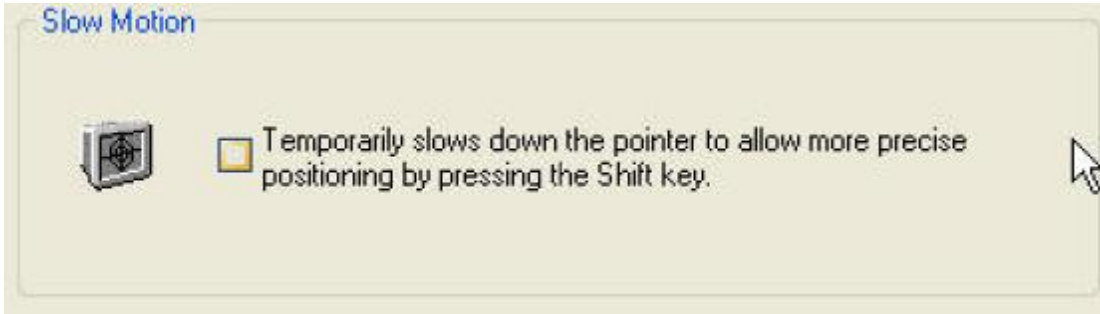 Slow Motion
Temporarily slows down the pointer to allow more precise
positioning by pressing the Shift key.